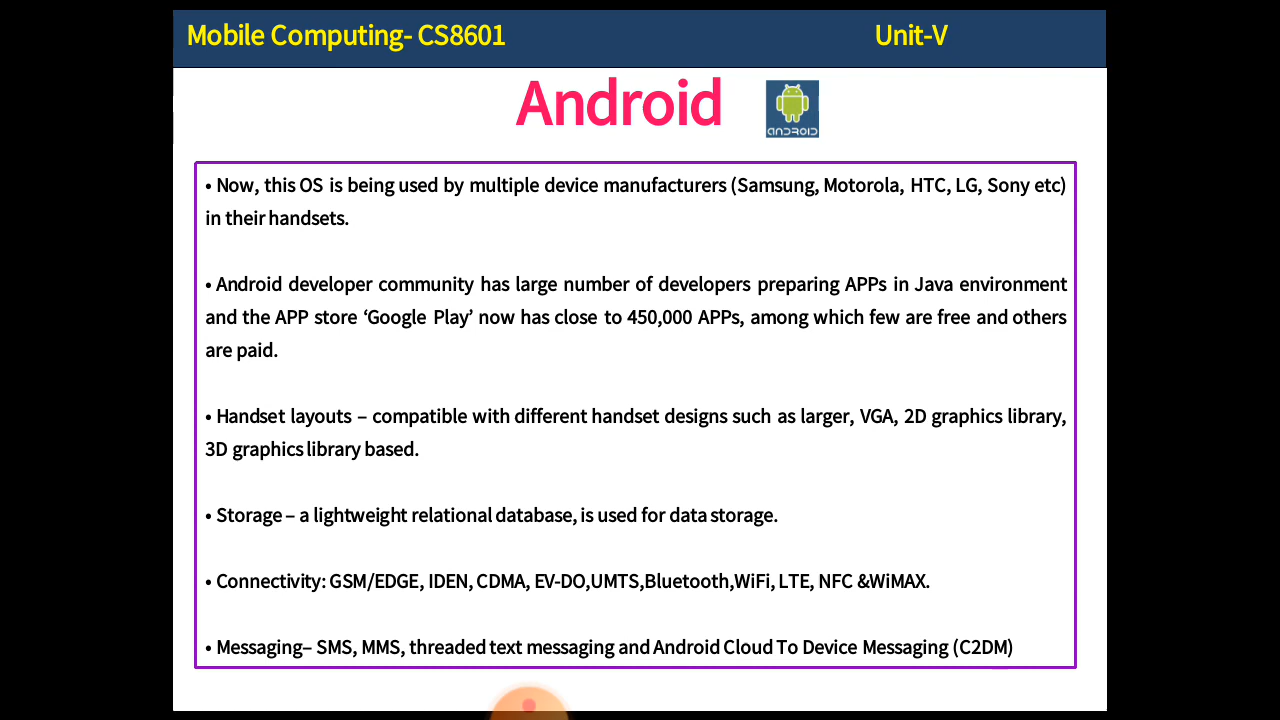 Mobile Computing- CS8601 Unit-V
Android
ANDROID
• Now, this OS is being used by multiple device manufacturers (Samsung, Motorola, HTC, LG, Sony etc)
in their handsets.
• Android developer community has large number of developers preparing APPs in Java environment
and the APP store ‘Google Play’ now has close to 450,000 APPs, among which few are free and others
are paid.
• Handset layouts – compatible with different handset designs such as larger, VGA, 2D graphics library,
3D graphics library based.
• Storage – a lightweight relational database, is used for data storage.
• Connectivity: GSM/EDGE, IDEN, CDMA, EV-DO,UMTS,Bluetooth,WiFi, LTE, NFC &WiMAX.
• Messaging– SMS, MMS, threaded text messaging and Android Cloud To Device Messaging (C2DM)